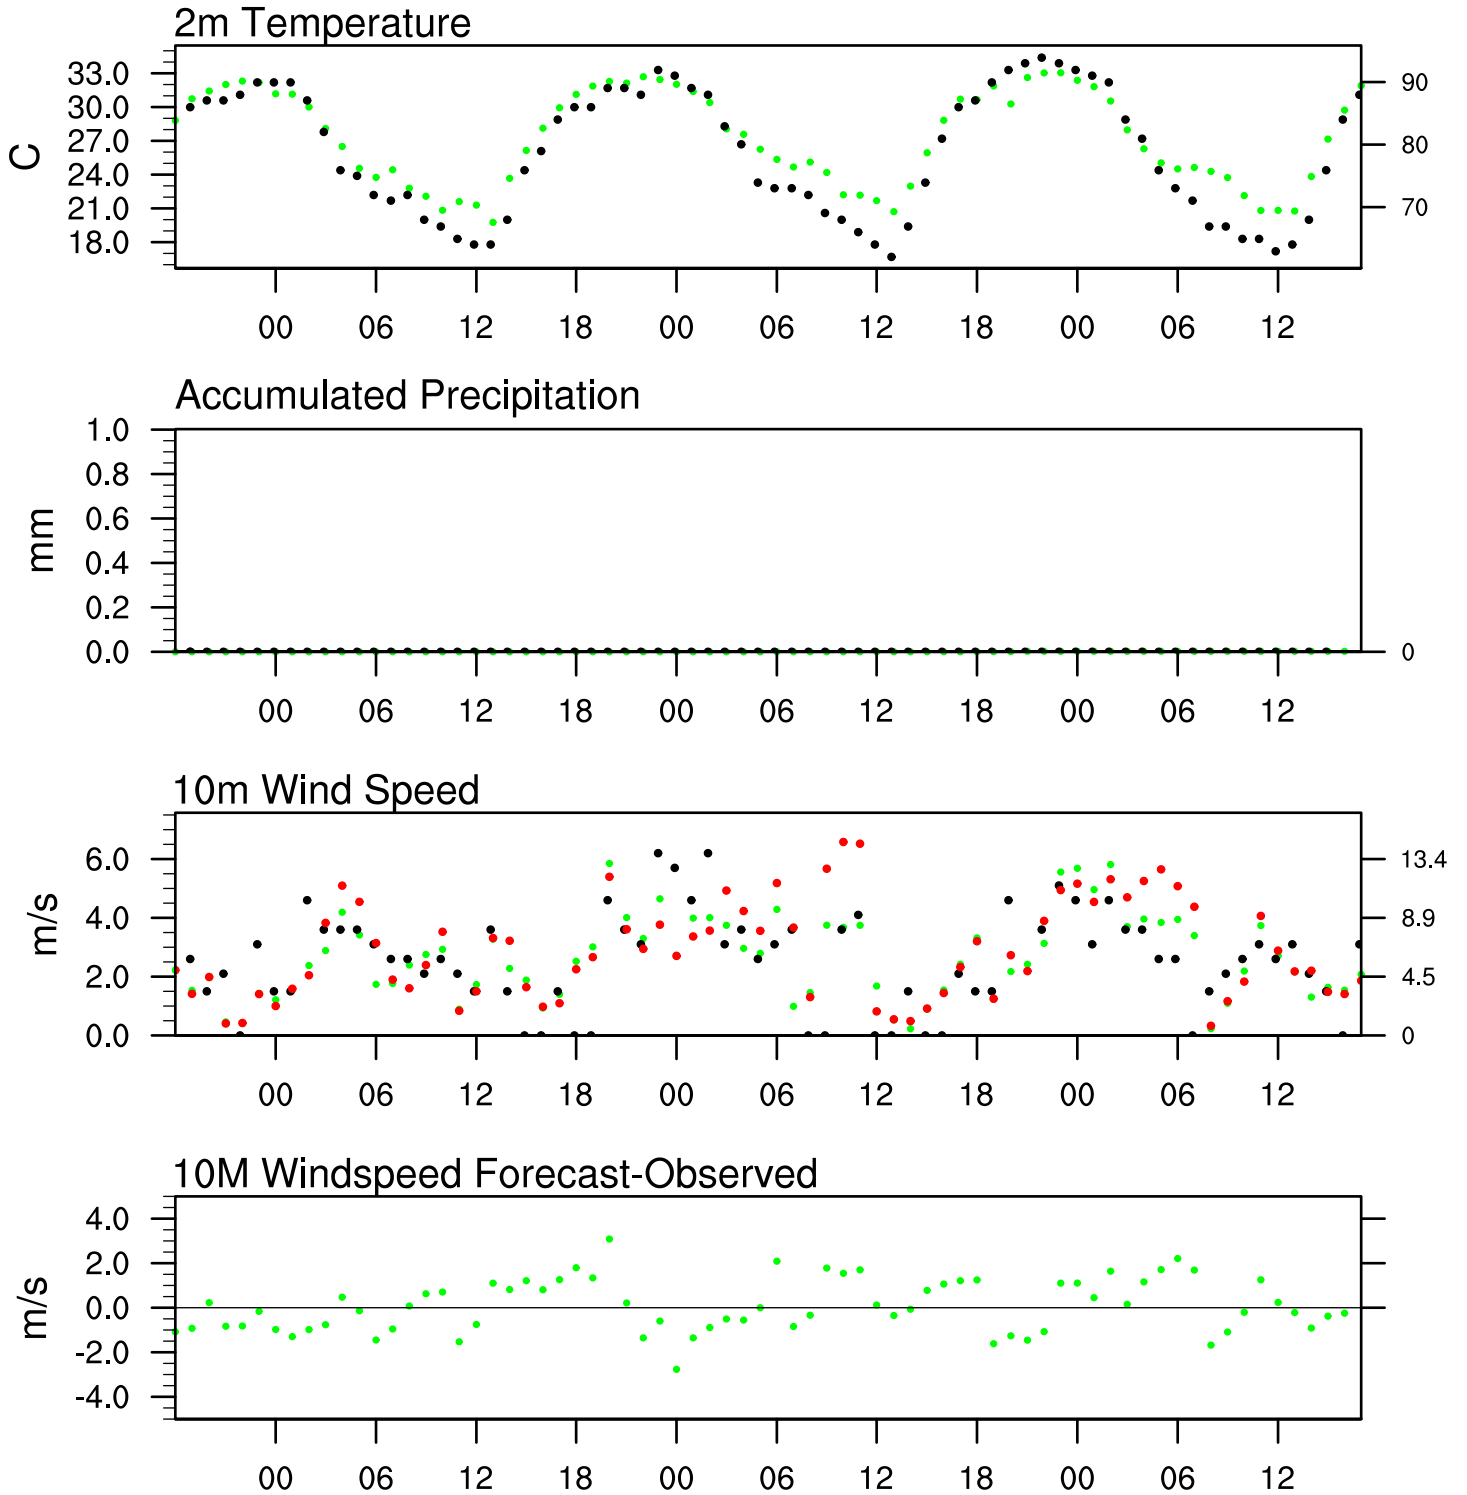 2m Temperature
33.0
30.0
27.0
24.0
21.0
18.0
C
90
80
70
00 06 12 18 00 06 12 18 00 06 12
Accumulated Precipitation
1.0
0.8
0.6
0.4
0.2
0.0
mm
0
00 06 12 18 00 06 12 18 00 06 12
10m Wind Speed
6.0
4.0
2.0
0.0
m/s
13.4
8.9
4.5
0
00 06 12 18 00 06 12 18 00 06 12
10M Windspeed Forecast-Observed
4.0
2.0
0.0
-2.0
-4.0
m/s
00 06 12 18 00 06 12 18 00 06 12